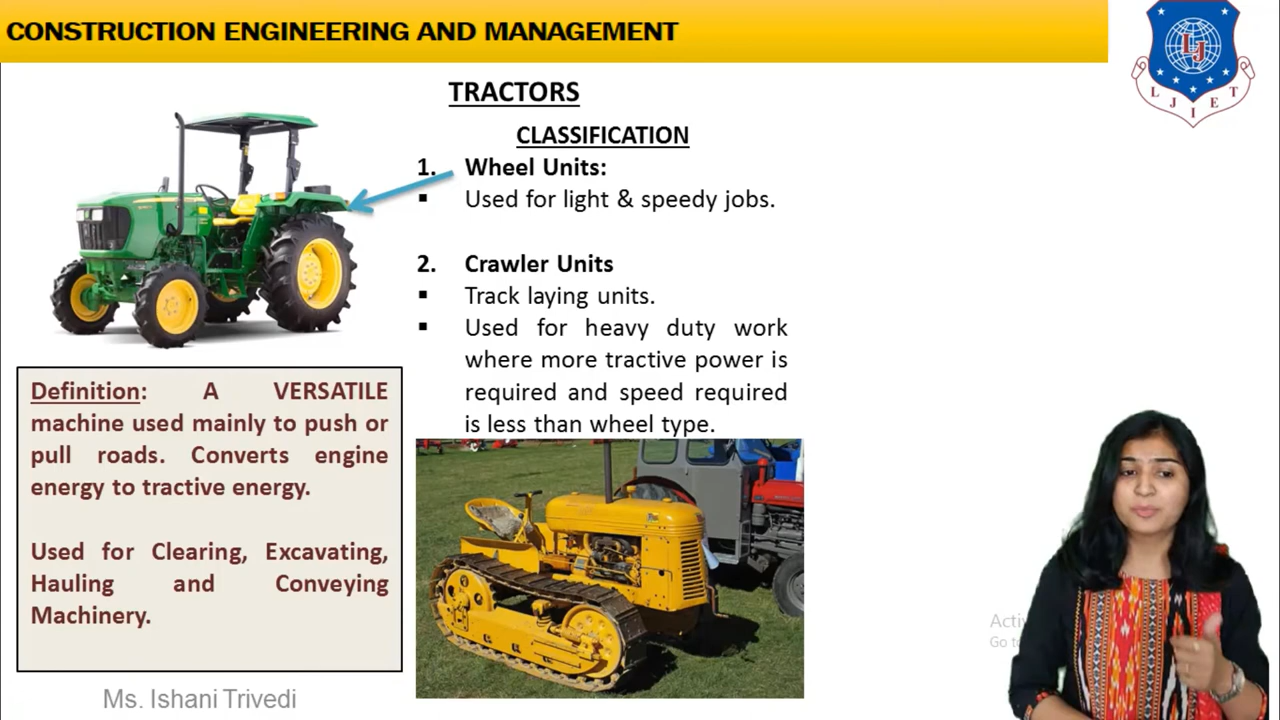 CONSTRUCTION ENGINEERING AND MANAGEMENT
LJ
L J I E T
TRACTORS
CLASSIFICATION
1. Wheel Units:
▪ Used for light & speedy jobs.
2. Crawler Units
▪ Track laying units.
▪ Used for heavy duty work
where more tractive power is
required and speed required
is less than wheel type.
Definition: A VERSATILE
machine used mainly to push or
pull roads. Converts engine
energy to tractive energy.
Used for Clearing, Excavating,
Hauling and Conveying
Machinery.
Ms. Ishani Trivedi
Go to